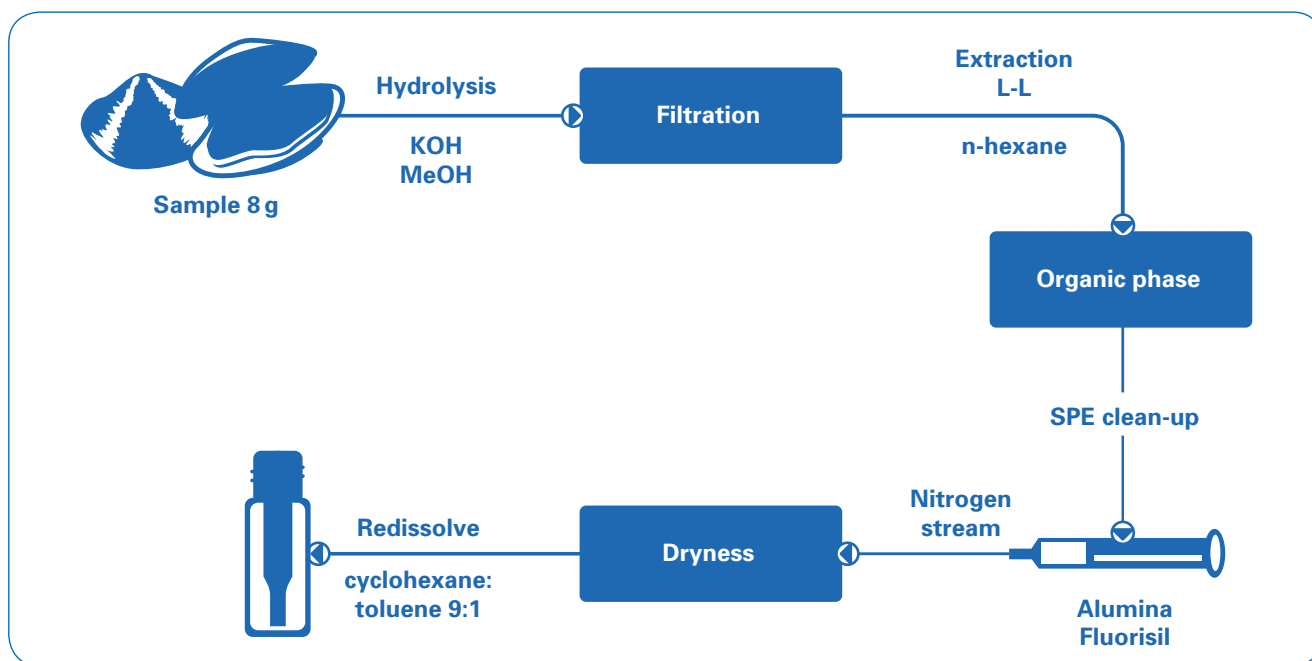 Hydrolysis
KOH
MeOH
Sample 8 g
Filtration
Extraction
L-L
n-hexane
Organic phase
SPE clean-up
Alumina
Fluorisil
Nitrogen
stream
Dryness
Redissolve
cyclohexane:
toluene 9:1